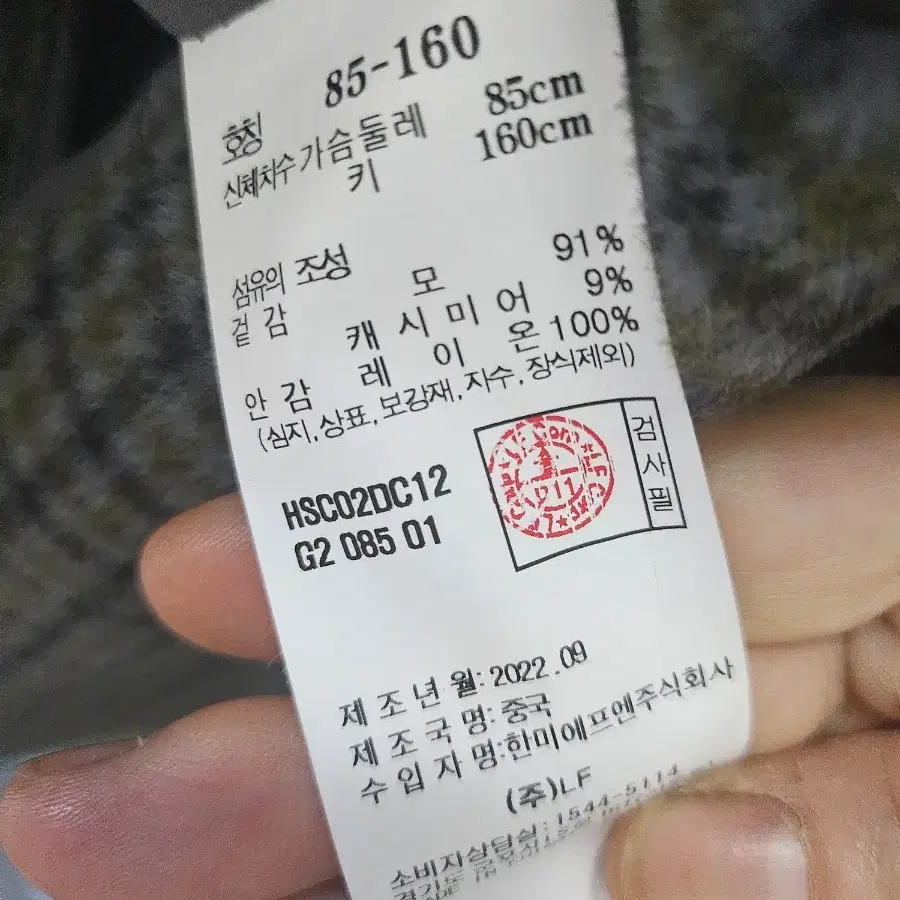 호칭 85-160
신체치수 가슴둘레 85cm
키 160cm
섬유의 조성
겉감 모 91%
캐시미어 9%
안감 레이온 100%
(심지, 상표, 보강재, 자수, 장식제외)
HSC02DC12
G2 085 01
검사필
제조년월: 2022.09
제조국명: 중국
수입자명: 한미에프엔주식회사
(주)LF
소비자상담실: 1544-5114